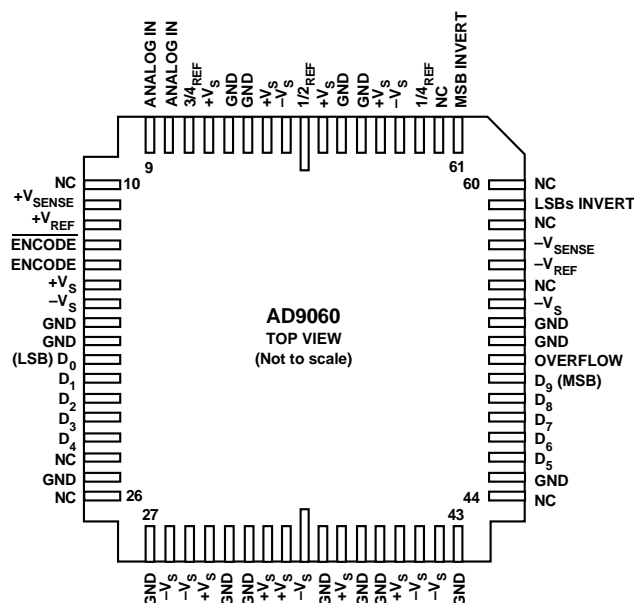 ANALOG IN
ANALOG IN
3/4REF
+VS
GND
GND
+VS
–VS
1/2REF
+VS
GND
GND
+VS
–VS
1/4REF
NC
MSB INVERT
9
61
NC
+VSENSE
+VREF
ENCODE
ENCODE
+VS
–VS
GND
GND
(LSB) D0
D1
D2
D3
D4
NC
GND
NC
10
26
AD9060
TOP VIEW
(Not to scale)
60
44
NC
LSBs INVERT
NC
–VSENSE
–VREF
NC
–VS
GND
GND
OVERFLOW
D9 (MSB)
D8
D7
D6
D5
GND
NC
27
43
GND
–VS
–VS
+VS
GND
GND
+VS
+VS
–VS
GND
+VS
GND
GND
+VS
–VS
–VS
GND